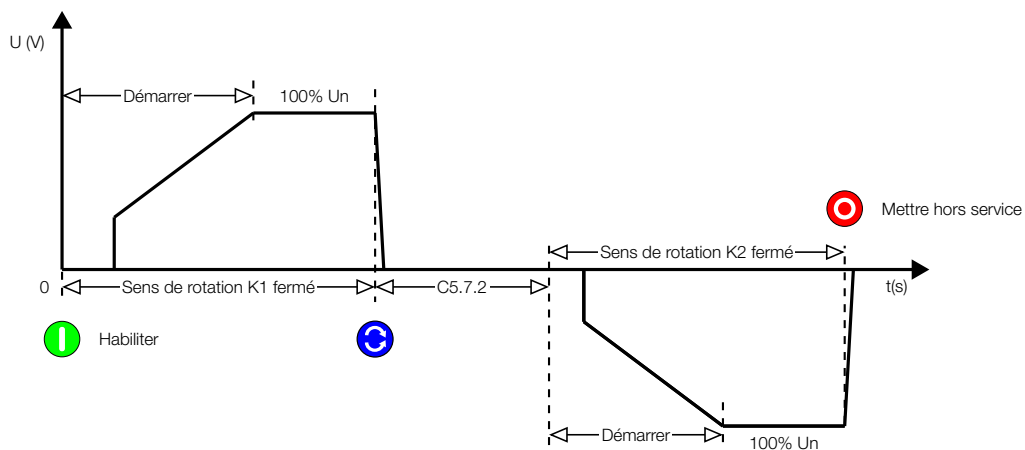 U (V)
Démarrer
100% Un
Mettre hors service
Sens de rotation K2 fermé
0
Sens de rotation K1 fermé
C5.7.2
t(s)
Habiliter
Démarrer
100% Un